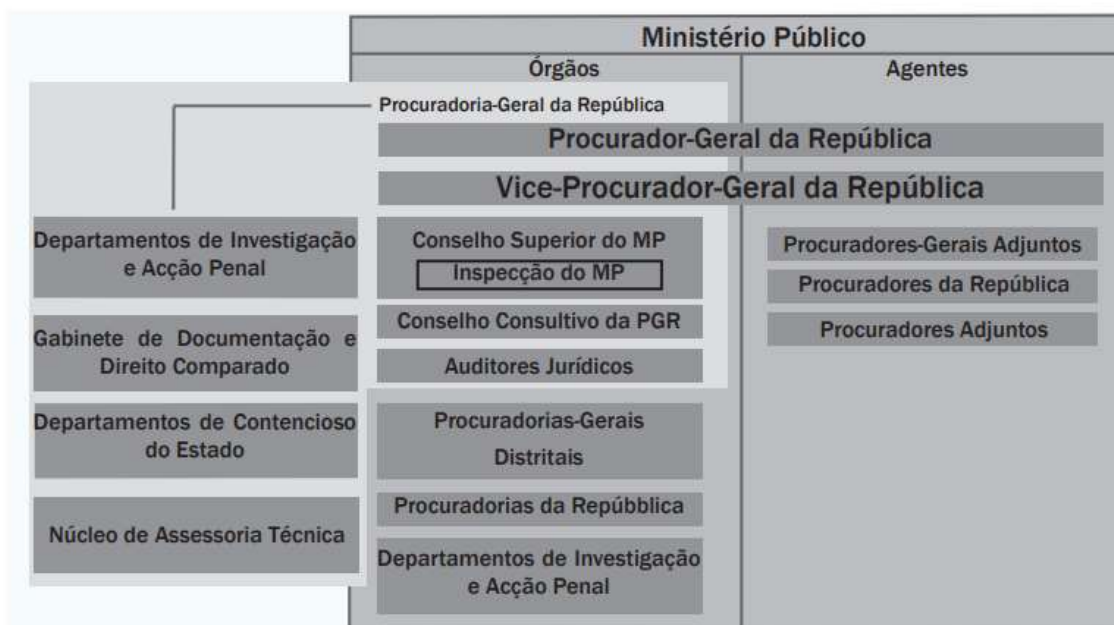 Ministério Público
Órgãos
Agentes
Procuradoria-Geral da República
Procurador-Geral da República
Vice-Procurador-Geral da República
Departamentos de Investigação
e Acção Penal
Gabinete de Documentação e
Direito Comparado
Departamentos de Contencioso
do Estado
Núcleo de Assessoria Técnica
Conselho Superior do MP
Inspecção do MP
Conselho Consultivo da PGR
Auditores Jurídicos
Procuradorias-Gerais
Distritais
Procuradorias da Repúbblica
Departamentos de Investigação
e Acção Penal
Procuradores-Gerais Adjuntos
Procuradores da República
Procuradores Adjuntos